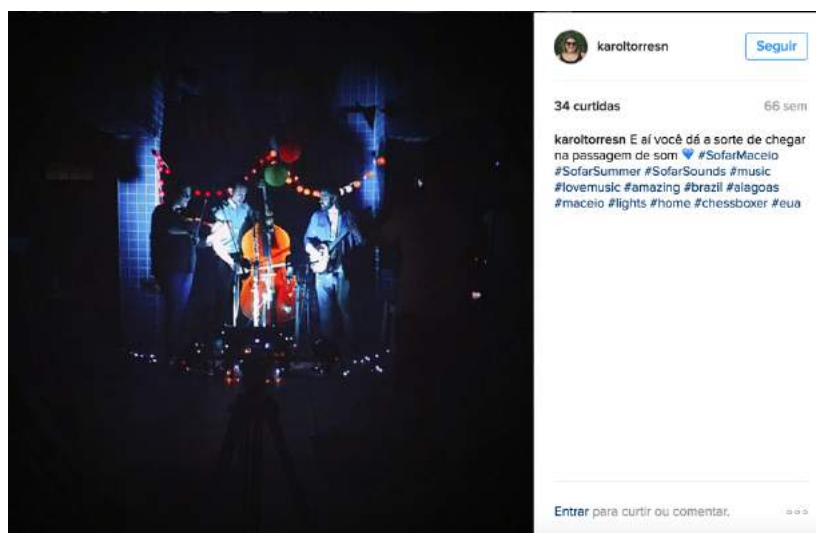 karoltorresn
Seguir
34 curtidas
66 sem
karoltorresn E aí você dá a sorte de chegar
na passagem de som 💙 #SofarMaceio
#SofarSummer #SofarSounds #music
#lovemusic #amazing #brazil #alagoas
#maceio #lights #home #chessboxer #eua
Entrar para curtir ou comentar.